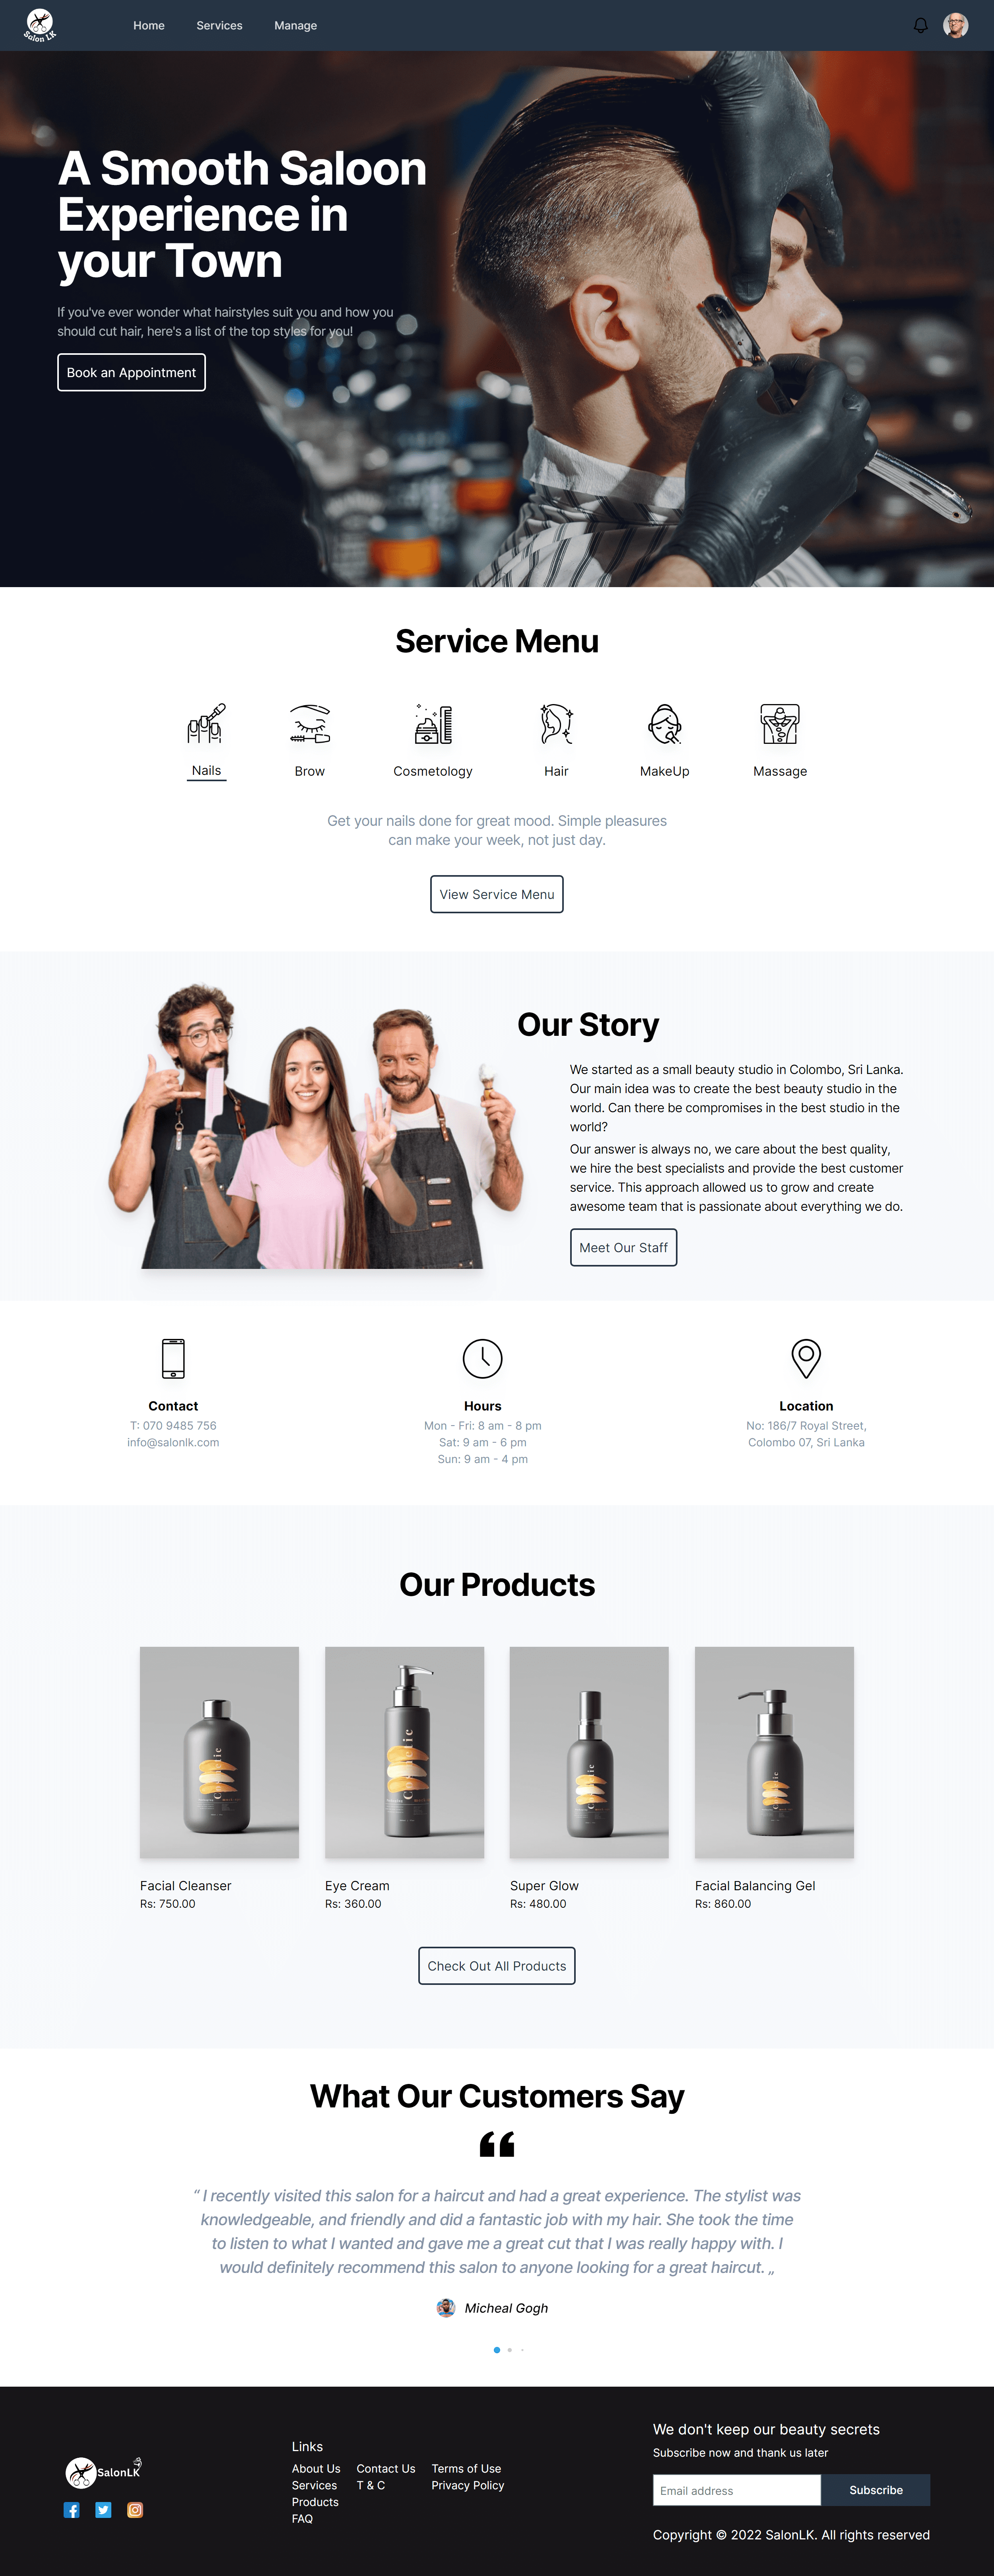 Salon LK
Home
Services
Manage
A Smooth Saloon
Experience in
your Town
If you've ever wonder what hairstyles suit you and how you
should cut hair, here's a list of the top styles for you!
Book an Appointment
Service Menu
Nails
Brow
Cosmetology
Hair
MakeUp
Massage
Get your nails done for great mood. Simple pleasures
can make your week, not just day.
View Service Menu
Our Story
We started as a small beauty studio in Colombo, Sri Lanka.
Our main idea was to create the best beauty studio in the
world. Can there be compromises in the best studio in the
world?
Our answer is always no, we care about the best quality,
we hire the best specialists and provide the best customer
service. This approach allowed us to grow and create
awesome team that is passionate about everything we do.
Meet Our Staff
Contact
T: 070 9485 756
info@salonlk.com
Hours
Mon - Fri: 8 am - 8 pm
Sat: 9 am - 6 pm
Sun: 9 am - 4 pm
Location
No: 186/7 Royal Street,
Colombo 07, Sri Lanka
Our Products
Facial Cleanser
Rs: 750.00
Eye Cream
Rs: 360.00
Super Glow
Rs: 480.00
Facial Balancing Gel
Rs: 860.00
Check Out All Products
What Our Customers Say
“ I recently visited this salon for a haircut and had a great experience. The stylist was
knowledgeable, and friendly and did a fantastic job with my hair. She took the time
to listen to what I wanted and gave me a great cut that I was really happy with. I
would definitely recommend this salon to anyone looking for a great haircut. „
Micheal Gogh
SalonLK
Links
About Us
Services
Products
FAQ
Contact Us
T & C
Terms of Use
Privacy Policy
We don't keep our beauty secrets
Subscribe now and thank us later
Email address
Subscribe
Copyright © 2022 SalonLK. All rights reserved